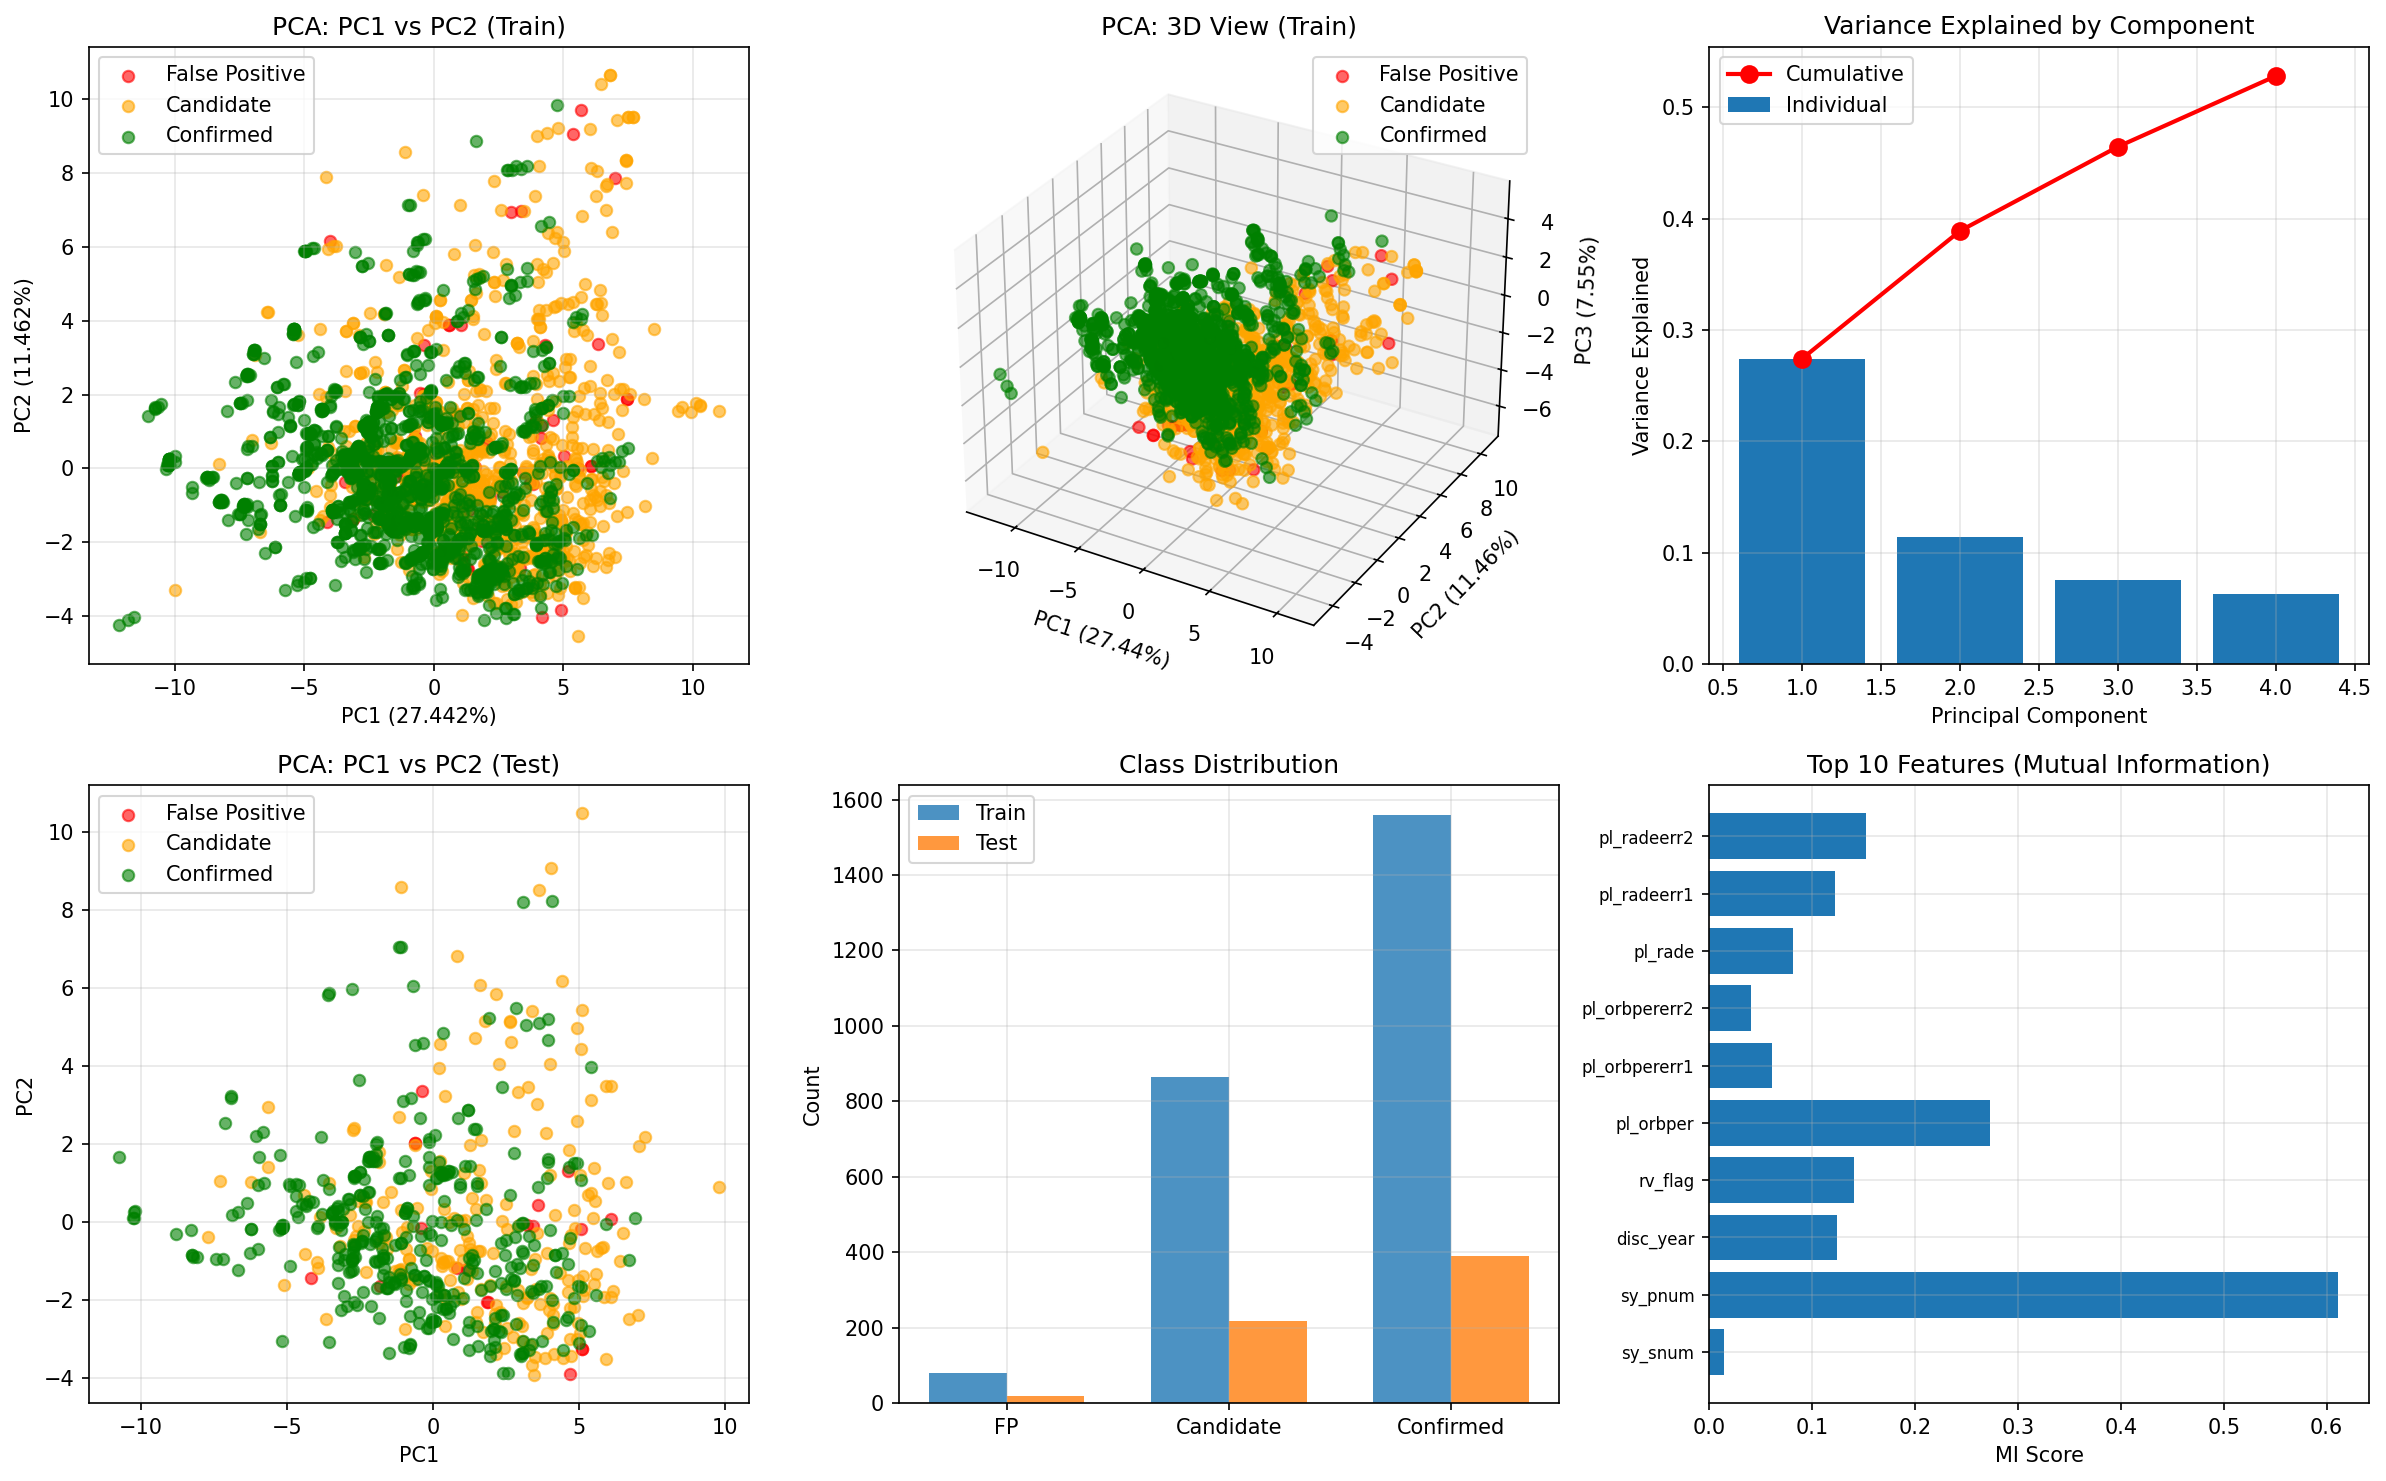 PCA: PC1 vs PC2 (Train)
False Positive
Candidate
Confirmed
10
8
6
4
2
0
−2
−4
PC2 (11.462%)
−10
−5
0
5
10
PC1 (27.442%)
PCA: 3D View (Train)
False Positive
Candidate
Confirmed
4
2
0
−2
−4
−6
PC3 (7.55%)
10
8
6
4
2
0
−2
−4
PC2 (11.46%)
−10
−5
0
5
10
PC1 (27.44%)
Variance Explained by Component
Cumulative
Individual
0.5
0.4
0.3
0.2
0.1
0.0
Variance Explained
0.5
1.0
1.5
2.0
2.5
3.0
3.5
4.0
4.5
Principal Component
PCA: PC1 vs PC2 (Test)
False Positive
Candidate
Confirmed
10
8
6
4
2
0
−2
−4
PC2
−10
−5
0
5
10
PC1
Class Distribution
Train
Test
1600
1400
1200
1000
800
600
400
200
0
Count
FP
Candidate
Confirmed
Top 10 Features (Mutual Information)
pl_radeerr2
pl_radeerr1
pl_rade
pl_orbpererr2
pl_orbpererr1
pl_orbper
rv_flag
disc_year
sy_pnum
sy_snum
0.0
0.1
0.2
0.3
0.4
0.5
0.6
MI Score